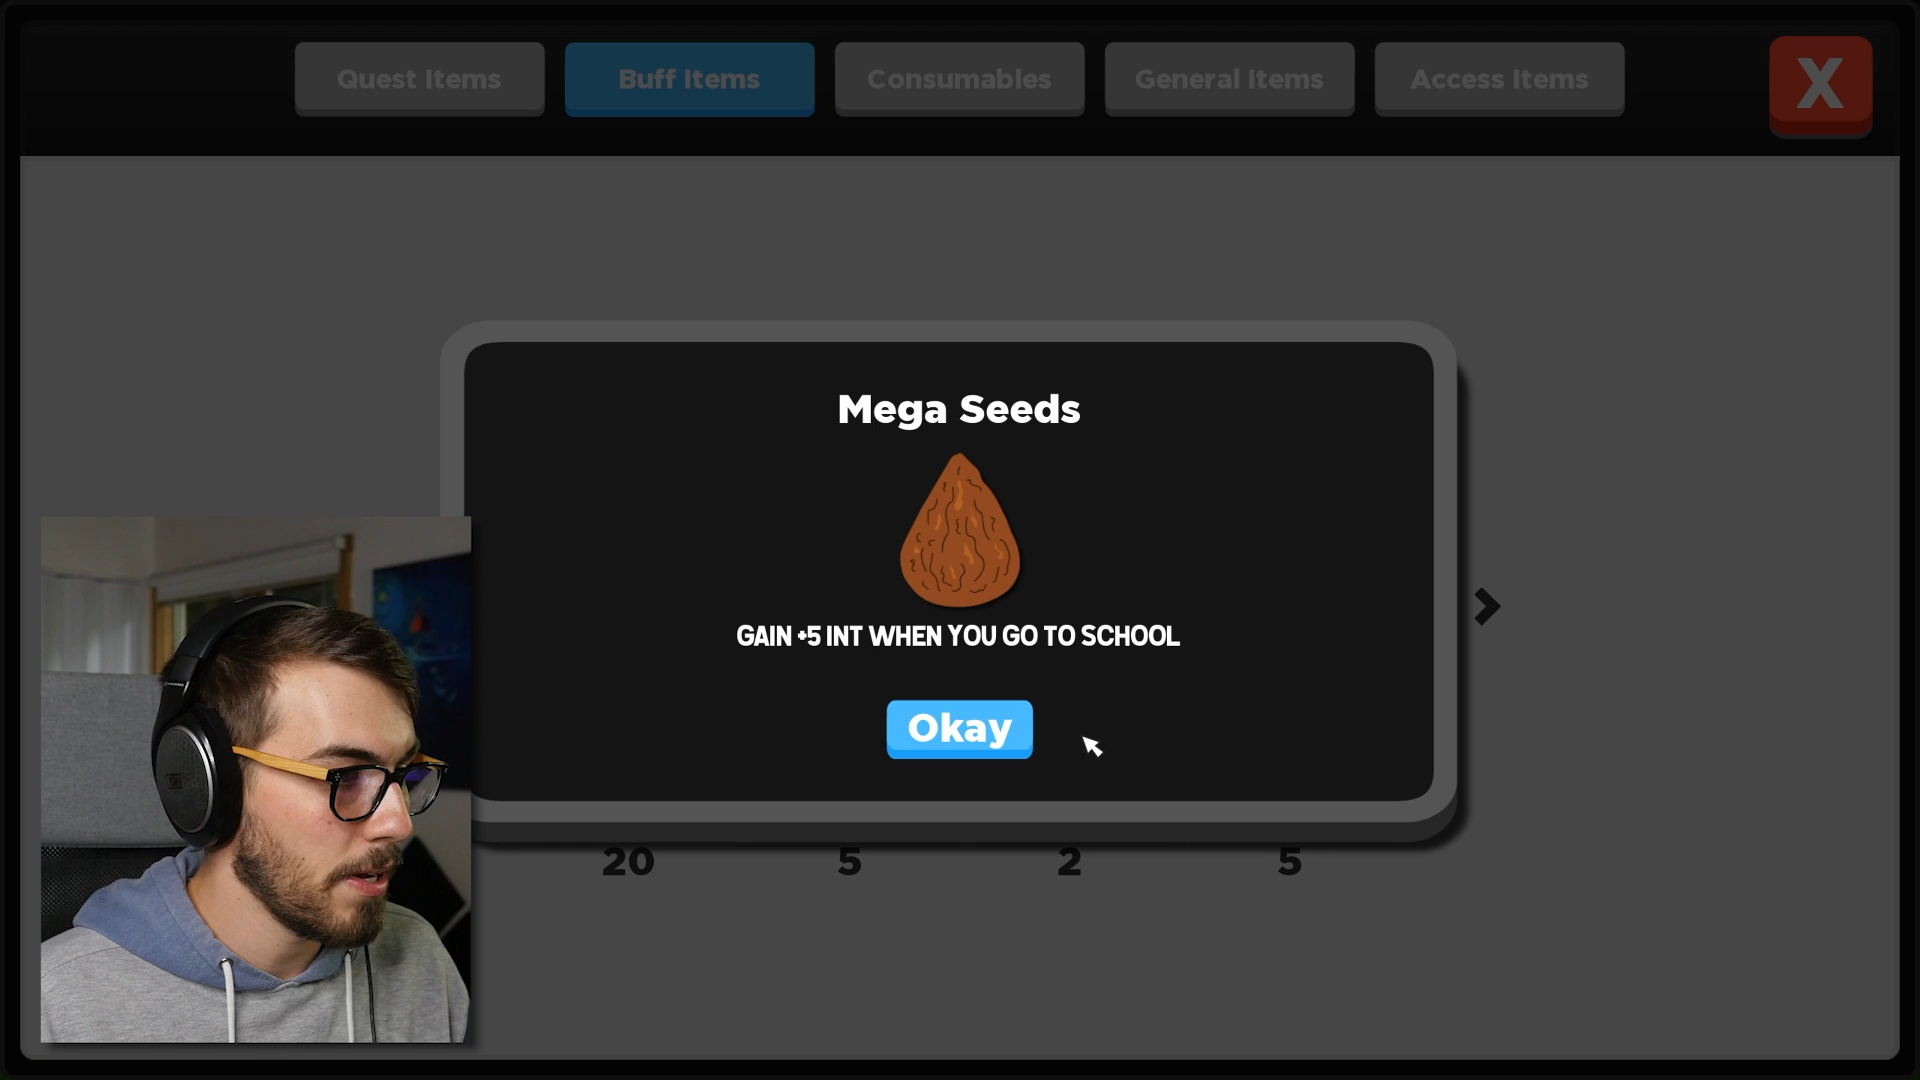 Quest Items
Buff Items
Consumables
General Items
Access Items
X
Mega Seeds
GAIN +5 INT WHEN YOU GO TO SCHOOL
Okay
20
5
2
5